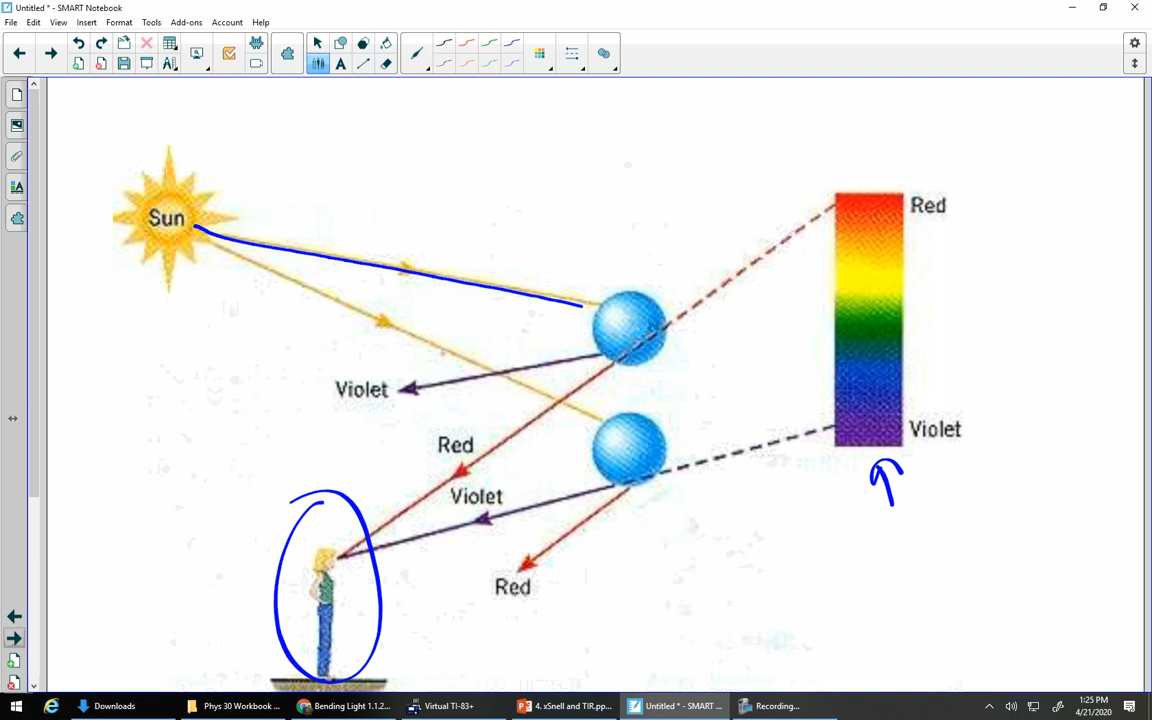 Untitled * - SMART Notebook
File Edit View Insert Format Tools Add-ons Account Help
Sun
Red
Violet
Red
Violet
Violet
Red
Downloads
Phys 30 Workbook ...
Bending Light 1.1.2...
Virtual TI-83+
4. xSnell and TIR.pp...
Untitled * - SMART ...
Recording...
1:25 PM
4/21/2020